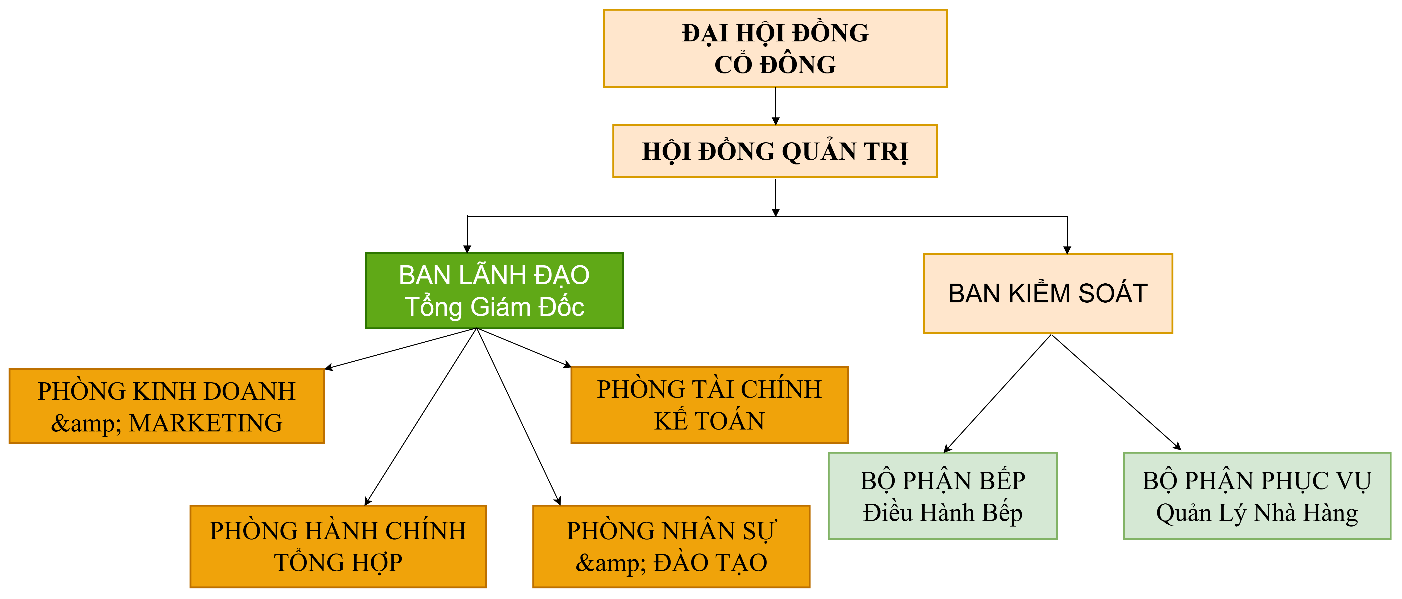 ĐẠI HỘI ĐỒNG
CỔ ĐÔNG
HỘI ĐỒNG QUẢN TRỊ
BAN LÃNH ĐẠO
Tổng Giám Đốc
BAN KIỂM SOÁT
PHÒNG KINH DOANH
&amp; MARKETING
PHÒNG TÀI CHÍNH
KẾ TOÁN
BỘ PHẬN BẾP
Điều Hành Bếp
BỘ PHẬN PHỤC VỤ
Quản Lý Nhà Hàng
PHÒNG HÀNH CHÍNH
TỔNG HỢP
PHÒNG NHÂN SỰ
&amp; ĐÀO TẠO